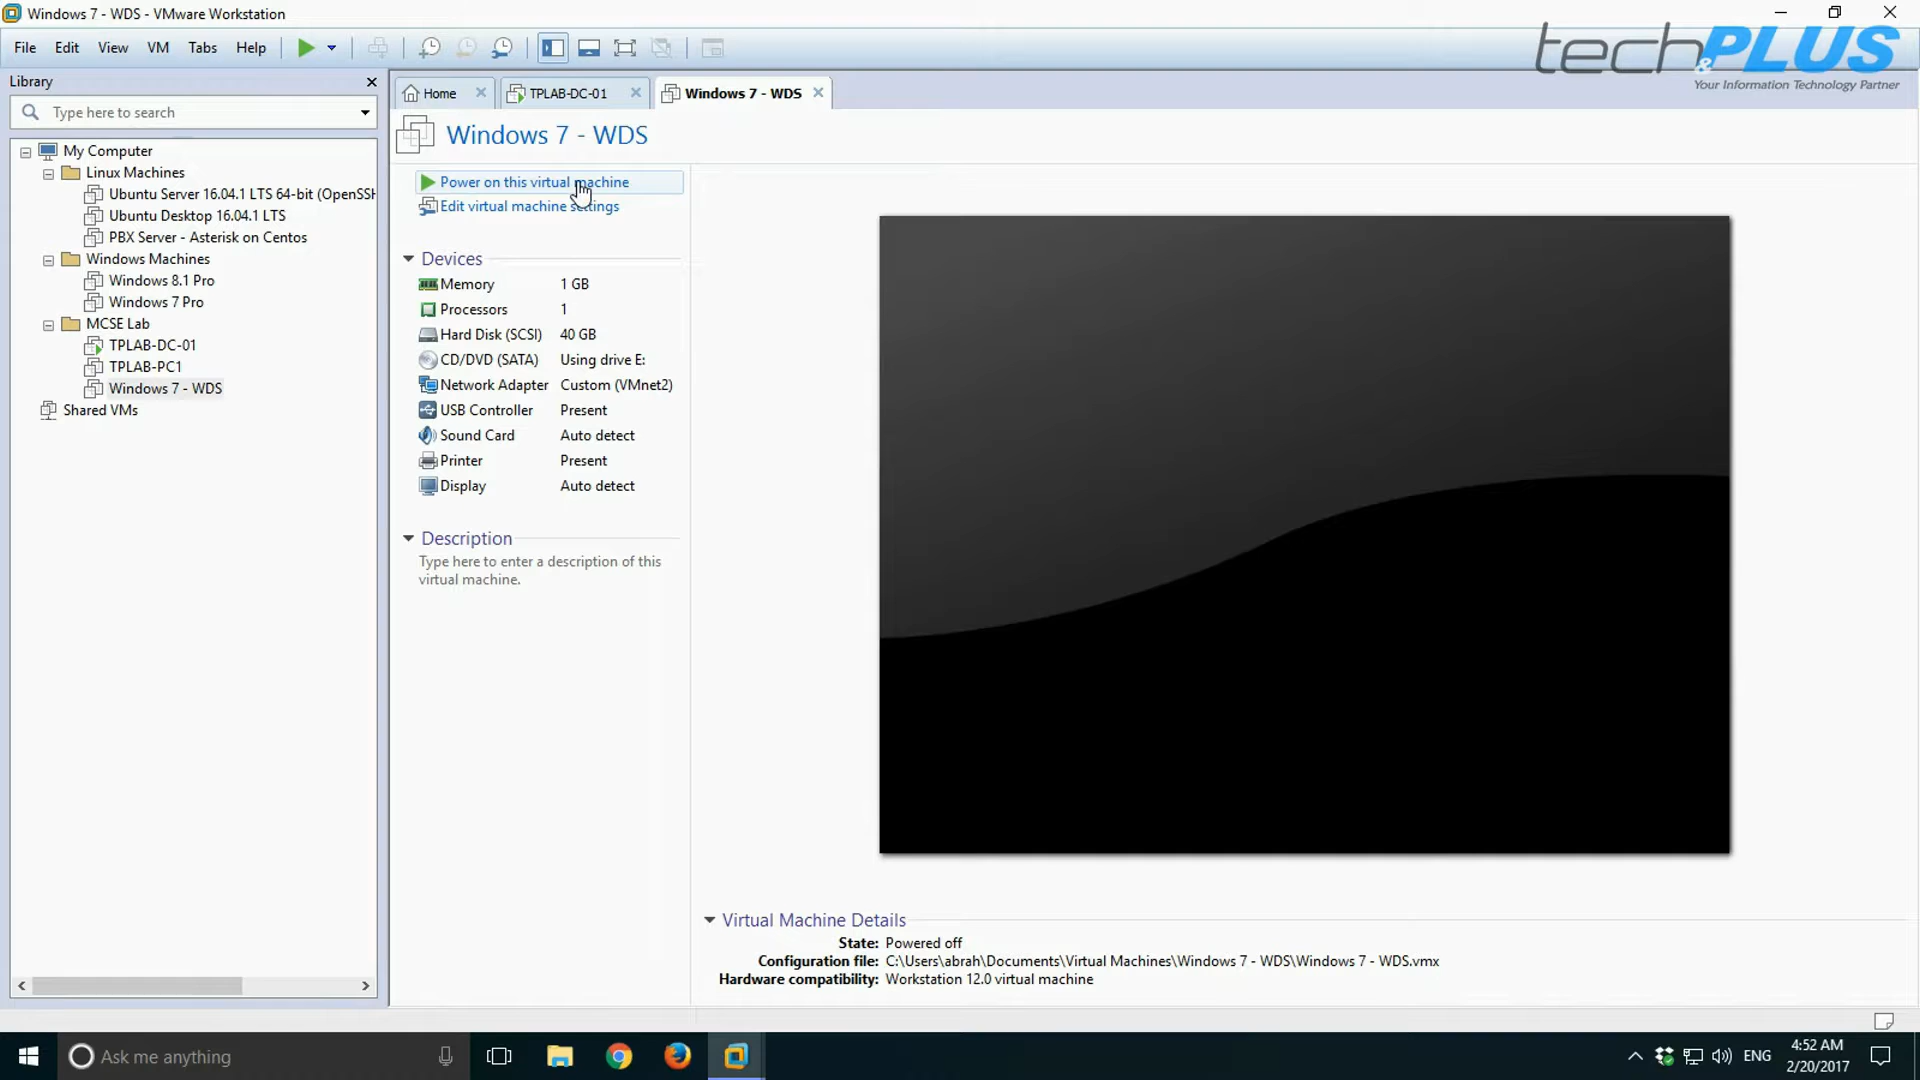 Windows 7 - WDS - VMware Workstation
File Edit View VM Tabs Help
tech&PLUS
Your Information Technology Partner
Library
Type here to search
My Computer
Linux Machines
Ubuntu Server 16.04.1 LTS 64-bit (OpenSSH
Ubuntu Desktop 16.04.1 LTS
PBX Server - Asterisk on Centos
Windows Machines
Windows 8.1 Pro
Windows 7 Pro
MCSE Lab
TPLAB-DC-01
TPLAB-PC1
Windows 7 - WDS
Shared VMs
Home TPLAB-DC-01 Windows 7 - WDS
Windows 7 - WDS
Power on this virtual machine
Edit virtual machine settings
Devices
Memory 1 GB
Processors 1
Hard Disk (SCSI) 40 GB
CD/DVD (SATA) Using drive E:
Network Adapter Custom (VMnet2)
USB Controller Present
Sound Card Auto detect
Printer Present
Display Auto detect
Description
Type here to enter a description of this
virtual machine.
Virtual Machine Details
State: Powered off
Configuration file: C:\Users\abrah\Documents\Virtual Machines\Windows 7 - WDS\Windows 7 - WDS.vmx
Hardware compatibility: Workstation 12.0 virtual machine
Ask me anything
ENG
4:52 AM
2/20/2017